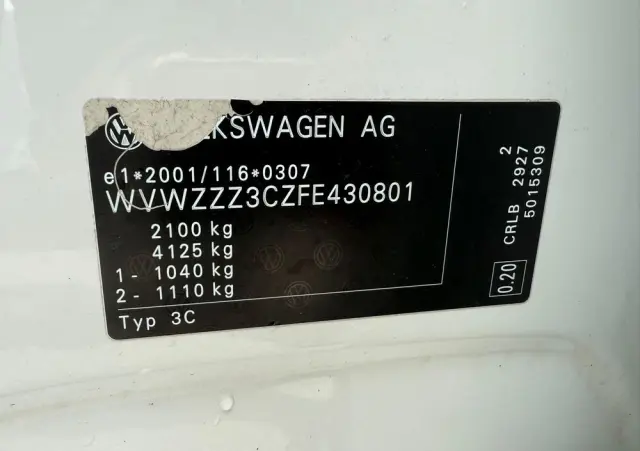 LKSWAGEN AG
e1*2001/116*0307
WVWZZZ3CZFE430801
2100 kg
4125 kg
1- 1040 kg
2- 1110 kg
Typ 3C
CRLB 2927 2
5015309
0.20